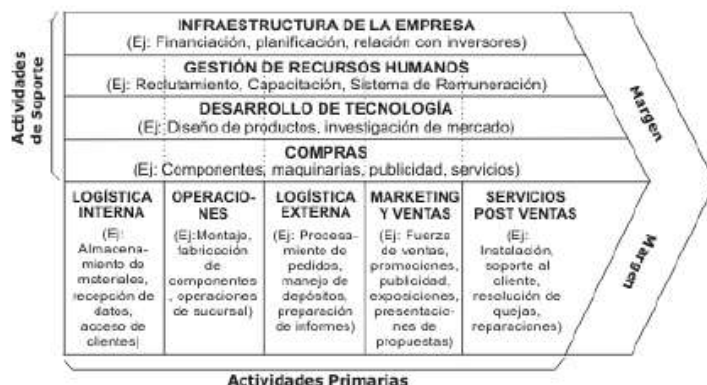 Actividades
de Soporte
INFRAESTRUCTURA DE LA EMPRESA
(Ej: Financiación, planificación, relación con inversores)
GESTIÓN DE RECURSOS HUMANOS
(Ej: Reclutamiento, Capacitación, Sistema de Remuneración)
DESARROLLO DE TECNOLOGÍA
(Ej: Diseño de productos, investigación de mercado)
COMPRAS
(Ej: Componentes, maquinarias, publicidad, servicios)
Margen
LOGÍSTICA
INTERNA
(Ej:
Almacena-
miento de
materiales,
recepción de
datos,
acceso de
clientes)
OPERACIO-
NES
(Ej:Montaje,
fabricación
de
componentes
, operaciones
de sucursal)
LOGÍSTICA
EXTERNA
(Ej: Procesa-
miento de
pedidos,
manejo de
depósitos,
preparación
de informes)
MARKETING
Y VENTAS
(Ej: Fuerza
de ventas,
promociones,
publicidad,
exposiciones,
presentacio-
nes de
propuestas)
SERVICIOS
POST VENTAS
(Ej:
Instalación,
soporte al
cliente,
resolución de
quejas,
reparaciones)
Margen
Actividades Primarias